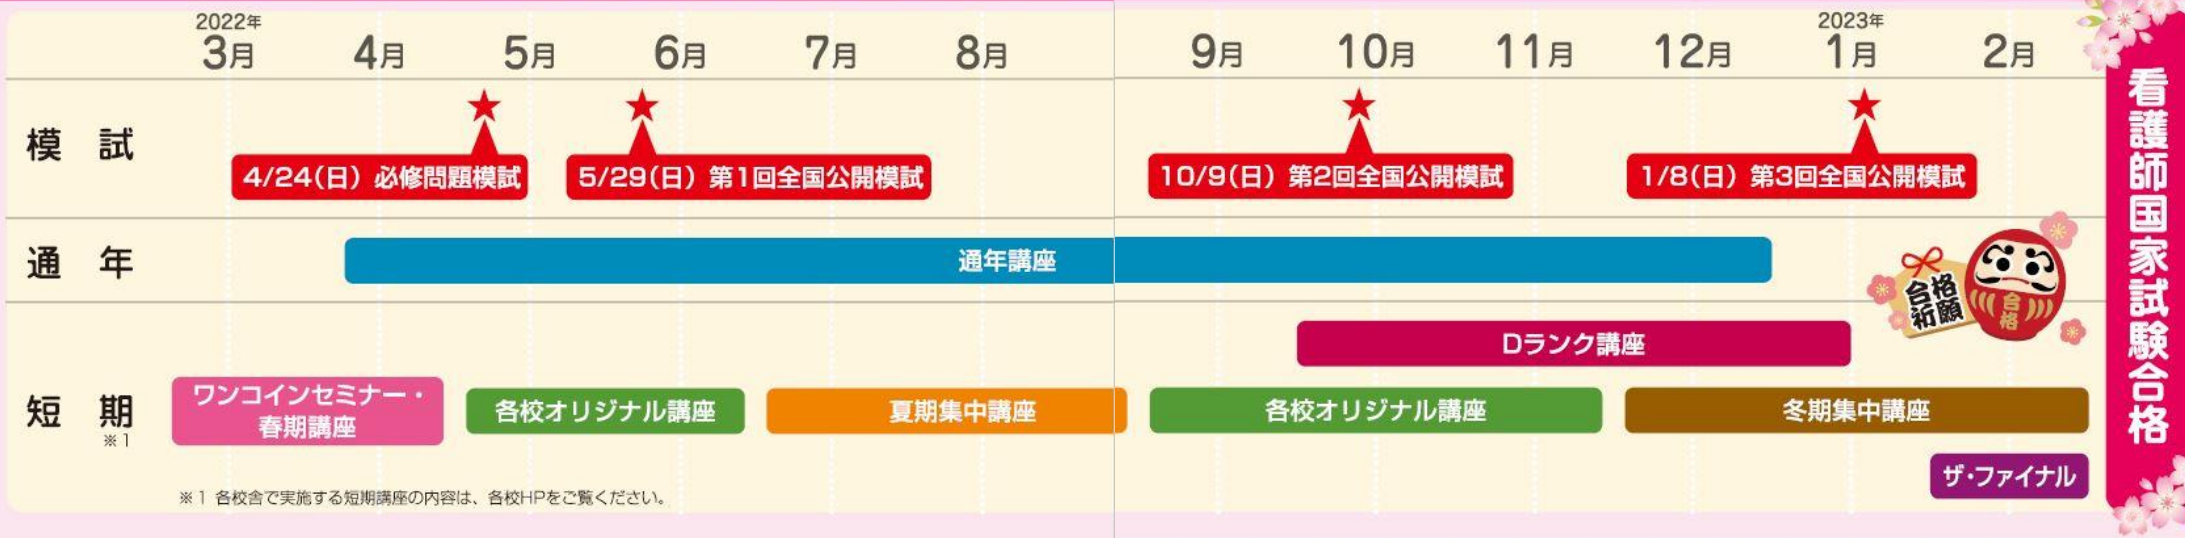 2022年
3月 4月 5月 6月 7月 8月 9月 10月 11月 12月
2023年
1月 2月
模 試
4/24(日) 必修問題模試
5/29(日) 第1回全国公開模試
10/9(日) 第2回全国公開模試
1/8(日) 第3回全国公開模試
通 年
通年講座
合格
祈願
合格
短 期
※1
Dランク講座
ワンコインセミナー・
春期講座
各校オリジナル講座
夏期集中講座
各校オリジナル講座
冬期集中講座
ザ・ファイナル
※1 各校舎で実施する短期講座の内容は、各校HPをご覧ください。
看護師国家試験合格